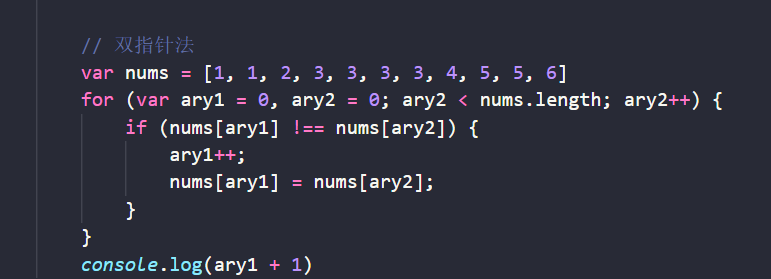 // 双指针法
var nums = [1, 1, 2, 3, 3, 3, 3, 4, 5, 5, 6]
for (var ary1 = 0, ary2 = 0; ary2 < nums.length; ary2++) {
    if (nums[ary1] !== nums[ary2]) {
        ary1++;
        nums[ary1] = nums[ary2];
    }
}
console.log(ary1 + 1)